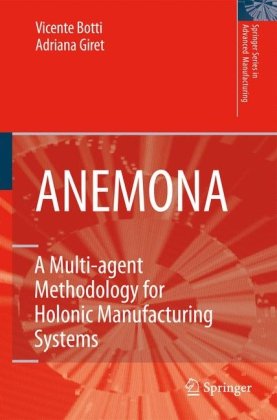 Vicente Botti
Adriana Giret
Springer Series in
Advanced Manufacturing
ANEMONA
A Multi-agent
Methodology for
Holonic Manufacturing
Systems
Springer